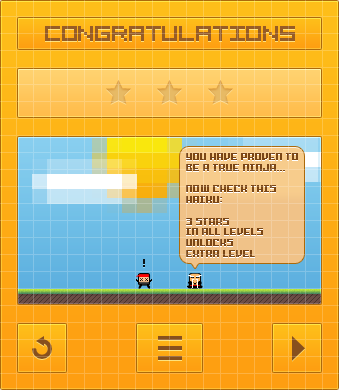 CONGRATULATIONS
YOU HAVE PROVEN TO
BE A TRUE NINJA...
NOW CHECK THIS
HAIKU:
3 STARS
IN ALL LEVELS
UNLOCKS
EXTRA LEVEL
!